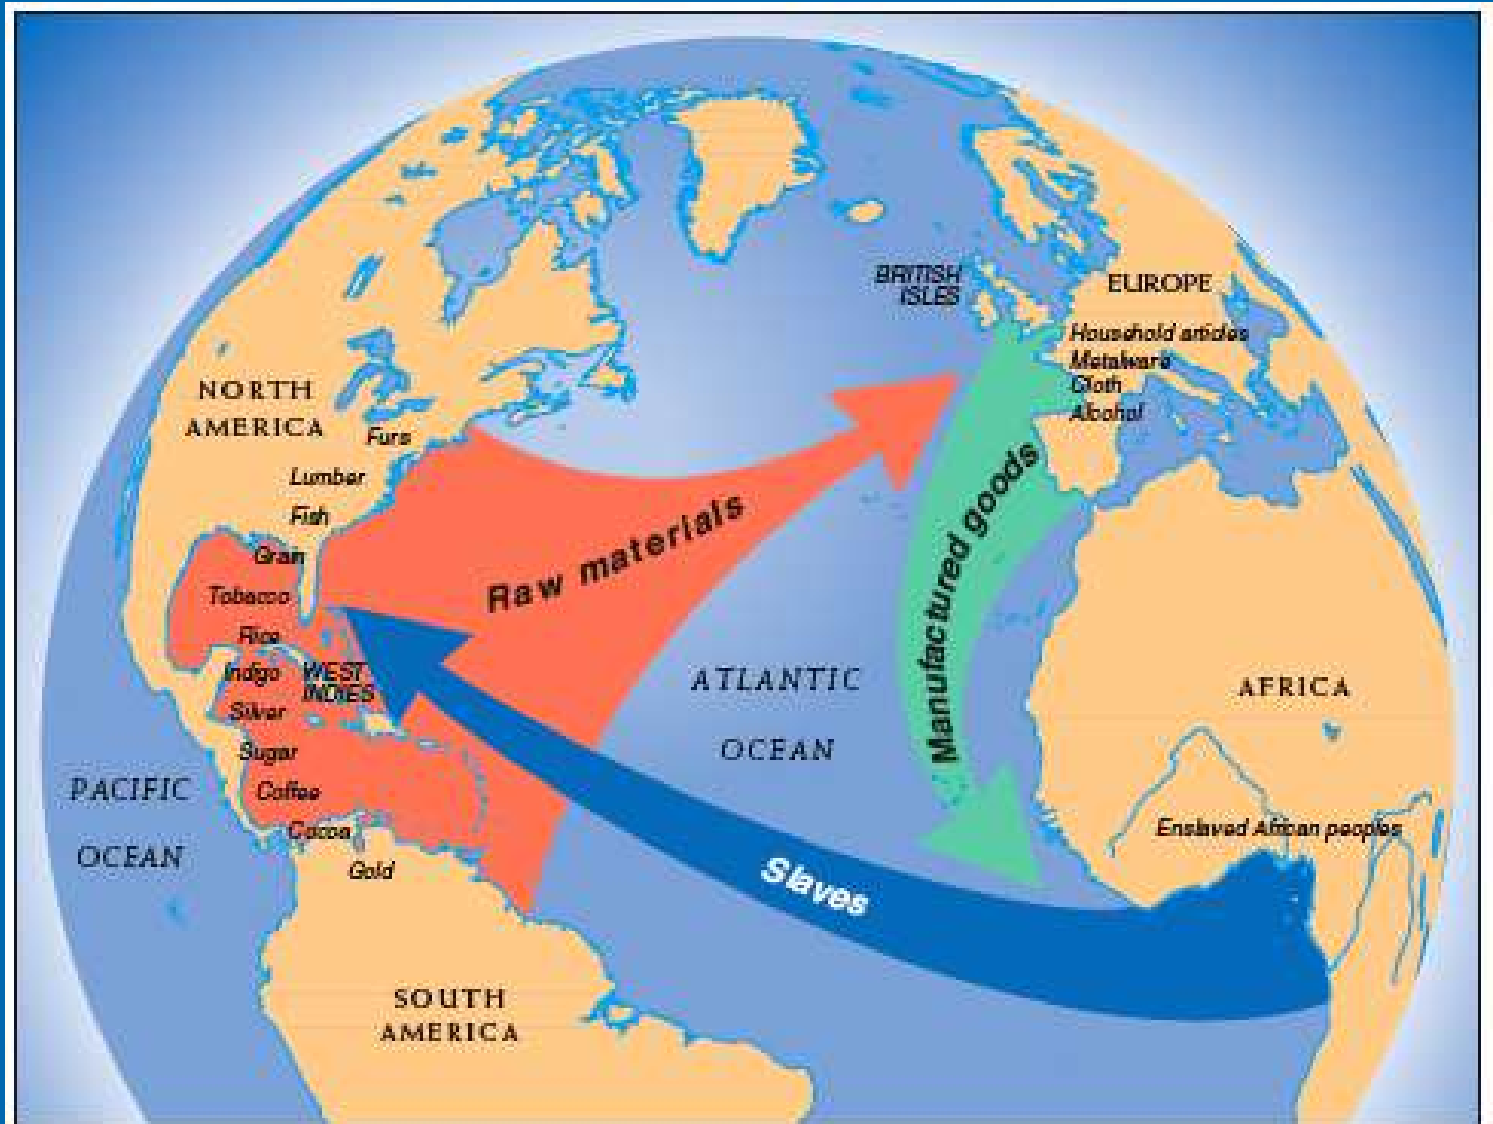 BRITISH
ISLES
EUROPE
Household articles
Metalware
Cloth
Alcohol
NORTH
AMERICA
Furs
Lumber
Fish
Grain
Tobacco
Rice
Indigo
Silver
Sugar
Coffee
Cocoa
Gold
WEST
INDIES
Raw materials
Manufactured goods
ATLANTIC
OCEAN
AFRICA
PACIFIC
OCEAN
Enslaved African peoples
Slaves
SOUTH
AMERICA